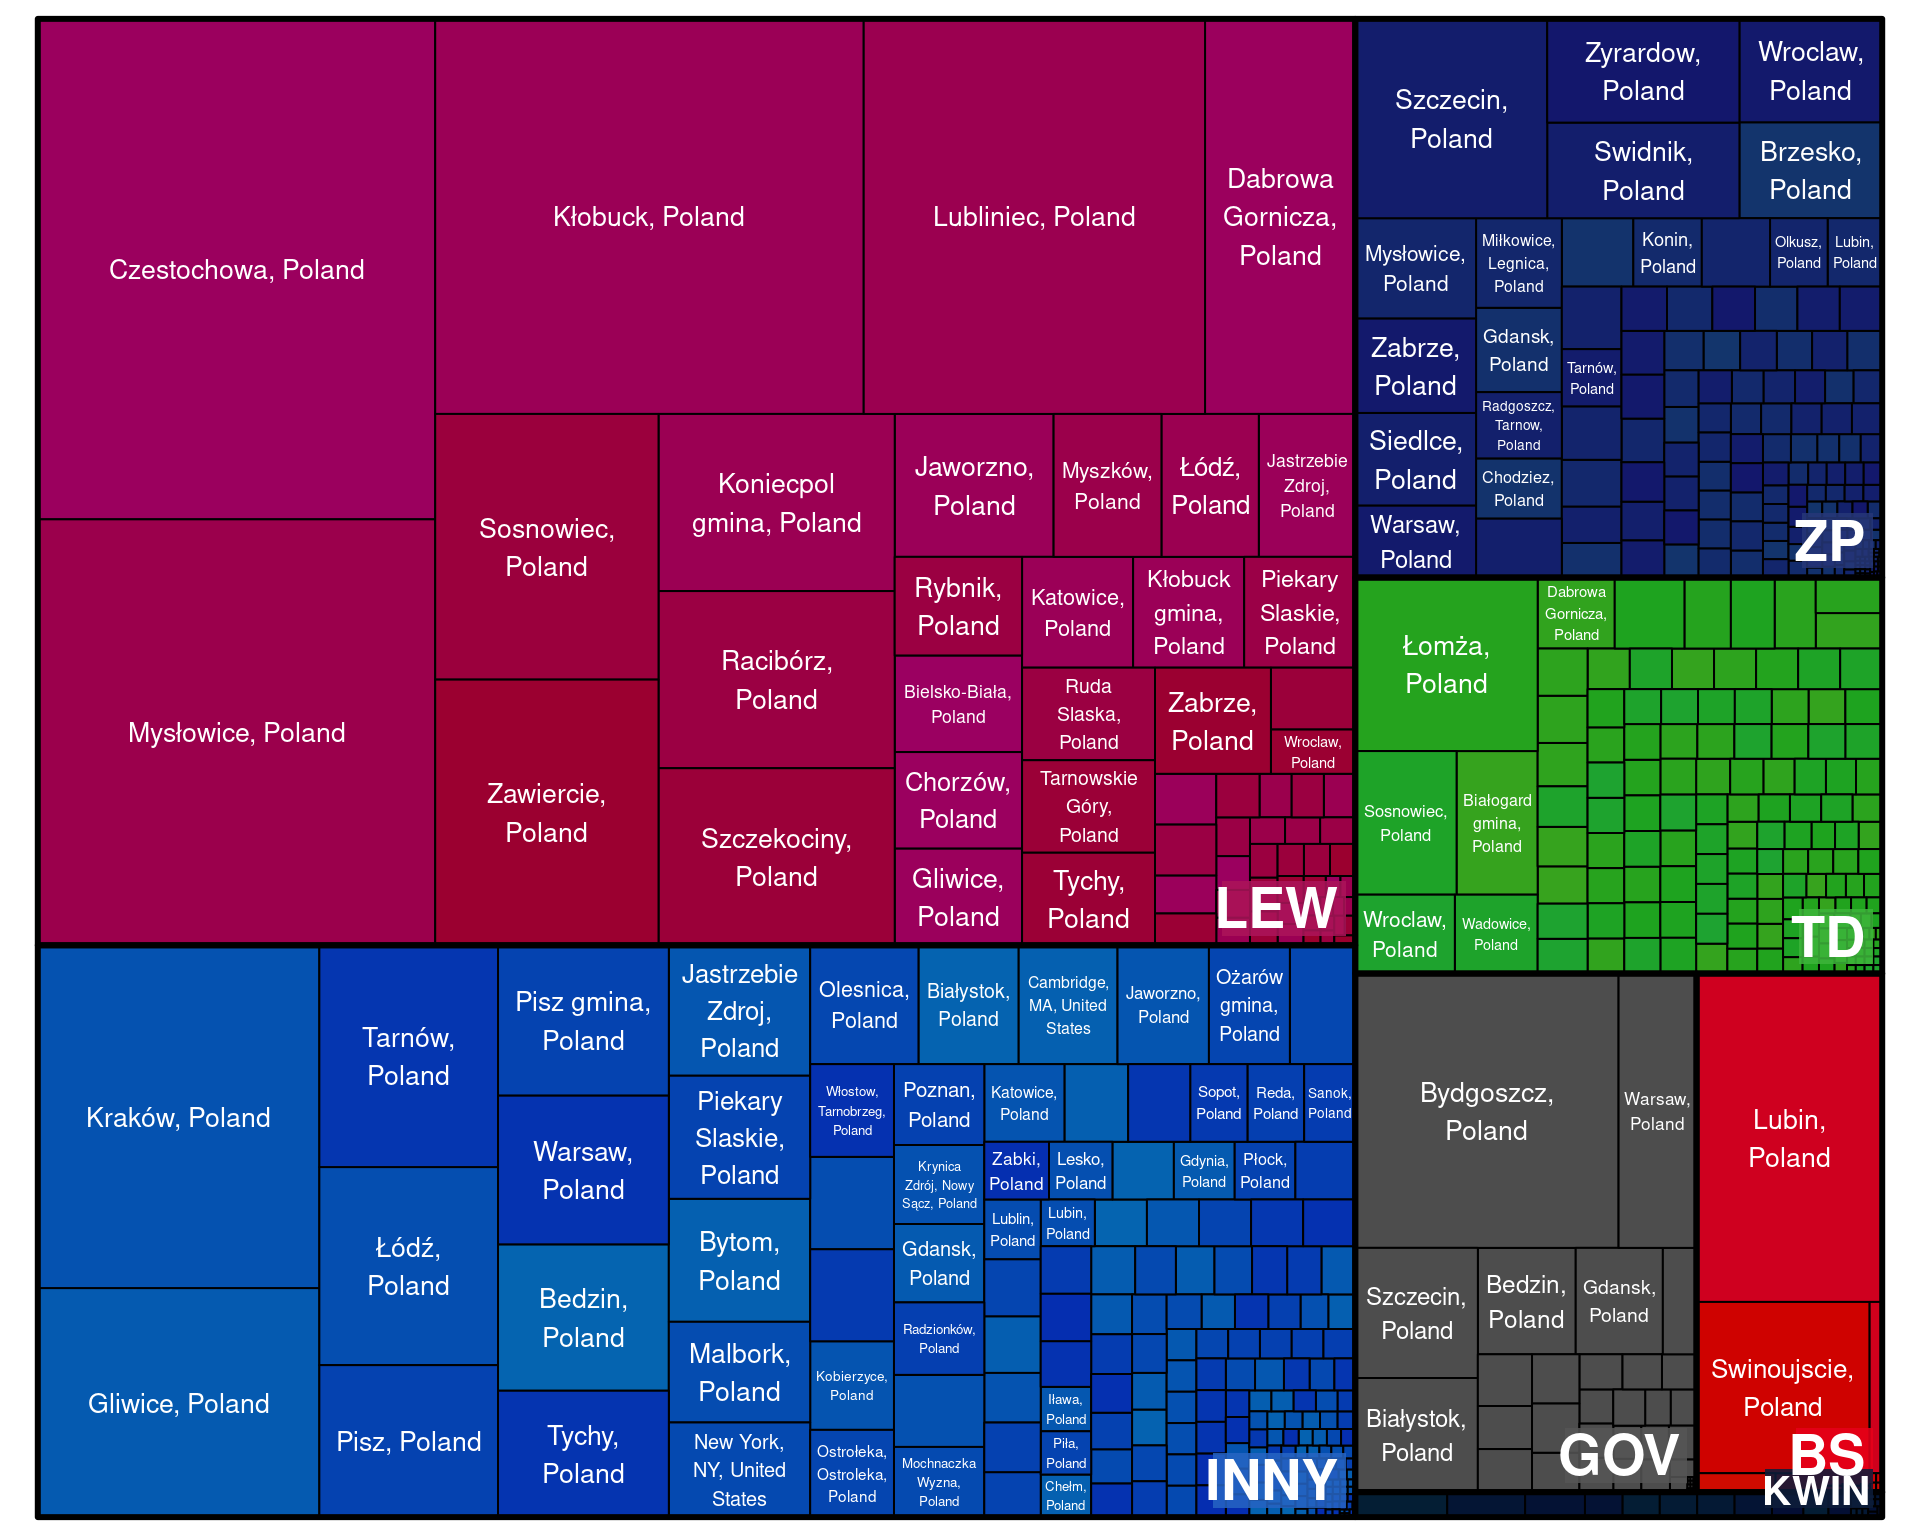 Czestochowa, Poland
Mysłowice, Poland
Kłobuck, Poland
Lubliniec, Poland
Dabrowa
Gornicza,
Poland
Sosnowiec,
Poland
Zawiercie,
Poland
Koniecpol
gmina, Poland
Racibórz,
Poland
Szczekociny,
Poland
Jaworzno,
Poland
Myszków,
Poland
Łódź,
Poland
Jastrzebie
Zdroj,
Poland
Rybnik,
Poland
Katowice,
Poland
Kłobuck
gmina,
Poland
Piekary
Slaskie,
Poland
Bielsko-Biała,
Poland
Chorzów,
Poland
Gliwice,
Poland
Ruda
Slaska,
Poland
Tarnowskie
Góry,
Poland
Tychy,
Poland
Zabrze,
Poland
Wroclaw,
Poland
LEW
Szczecin,
Poland
Zyrardow,
Poland
Wroclaw,
Poland
Swidnik,
Poland
Brzesko,
Poland
Mysłowice,
Poland
Zabrze,
Poland
Siedlce,
Poland
Warsaw,
Poland
Miłkowice,
Legnica,
Poland
Gdansk,
Poland
Radgoszcz,
Tarnow,
Poland
Chodziez,
Poland
Konin,
Poland
Olkusz,
Poland
Lubin,
Poland
Tarnów,
Poland
ZP
Łomża,
Poland
Dabrowa
Gornicza,
Poland
Sosnowiec,
Poland
Białogard
gmina,
Poland
Wroclaw,
Poland
Wadowice,
Poland
TD
Kraków, Poland
Gliwice, Poland
Tarnów,
Poland
Łódź,
Poland
Pisz, Poland
Pisz gmina,
Poland
Warsaw,
Poland
Bedzin,
Poland
Tychy,
Poland
Jastrzebie
Zdroj,
Poland
Piekary
Slaskie,
Poland
Bytom,
Poland
Malbork,
Poland
New York,
NY, United
States
Olesnica,
Poland
Białystok,
Poland
Cambridge,
MA, United
States
Jaworzno,
Poland
Ożarów
gmina,
Poland
Włostow,
Tarnobrzeg,
Poland
Kobierzyce,
Poland
Ostrołeka,
Ostroleka,
Poland
Poznan,
Poland
Krynica
Zdrój, Nowy
Sącz, Poland
Gdansk,
Poland
Radzionków,
Poland
Mochnaczka
Wyzna,
Poland
Katowice,
Poland
Sopot,
Poland
Reda,
Poland
Sanok,
Poland
Zabki,
Poland
Lesko,
Poland
Gdynia,
Poland
Płock,
Poland
Lublin,
Poland
Lubin,
Poland
Iława,
Poland
Piła,
Poland
Chełm,
Poland
INNY
Bydgoszcz,
Poland
Warsaw,
Poland
Szczecin,
Poland
Białystok,
Poland
Bedzin,
Poland
Gdansk,
Poland
GOV
Lubin,
Poland
Swinoujscie,
Poland
BS
KWIN